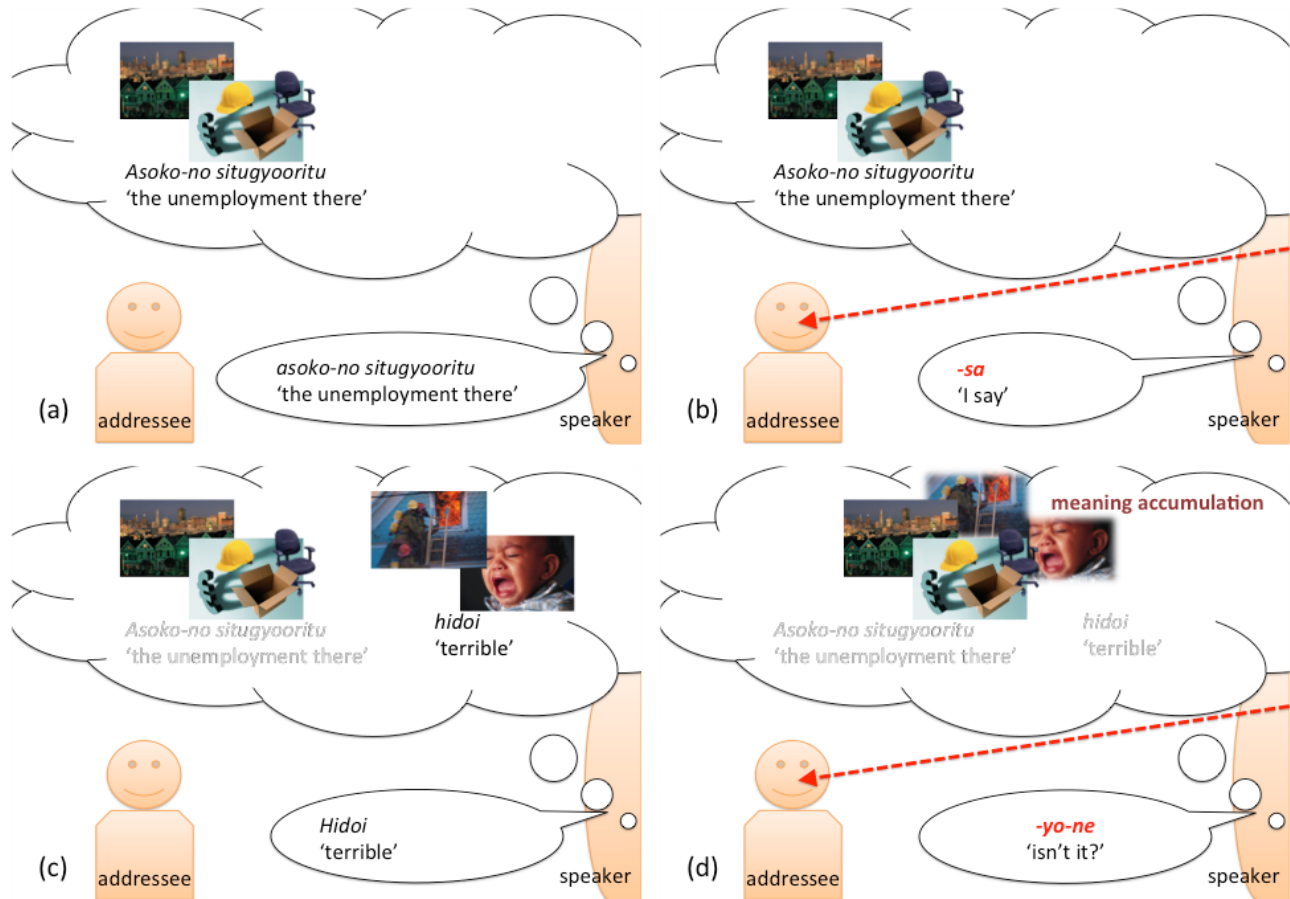 Asoko-no situgyooritu
‘the unemployment there’
asoko-no situgyooritu
‘the unemployment there’
(a)
addressee
speaker
Asoko-no situgyooritu
‘the unemployment there’
-sa
‘I say’
(b)
addressee
speaker
Asoko-no situgyooritu
‘the unemployment there’
hidoi
‘terrible’
Hidoi
‘terrible’
(c)
addressee
speaker
meaning accumulation
Asoko-no situgyooritu
‘the unemployment there’
hidoi
‘terrible’
-yo-ne
‘isn’t it?’
(d)
addressee
speaker